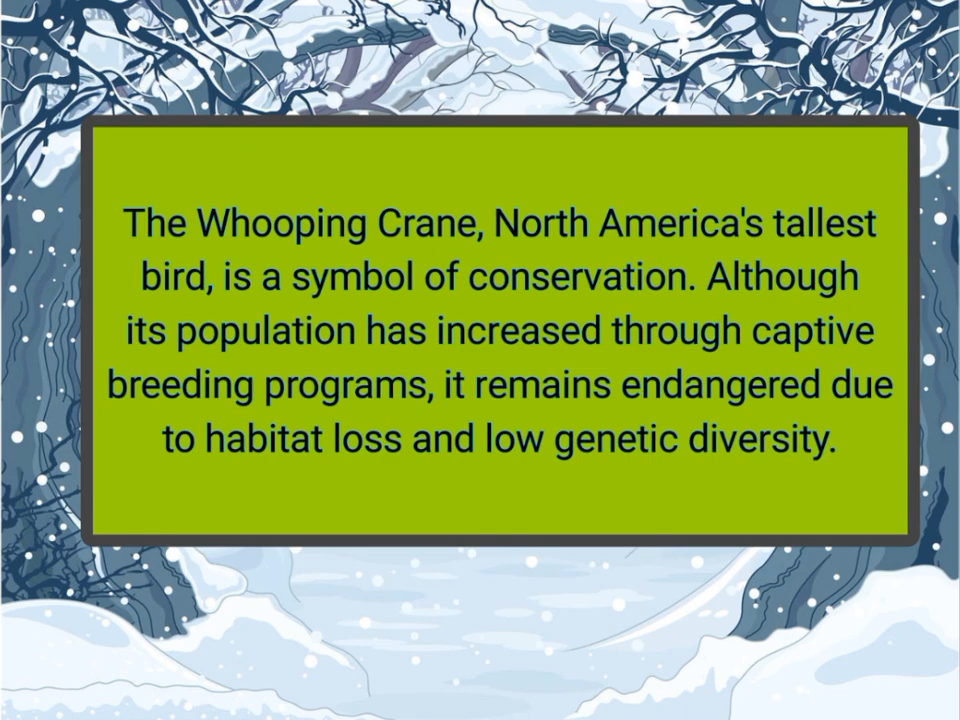 The Whooping Crane, North America's tallest
bird, is a symbol of conservation. Although
its population has increased through captive
breeding programs, it remains endangered due
to habitat loss and low genetic diversity.